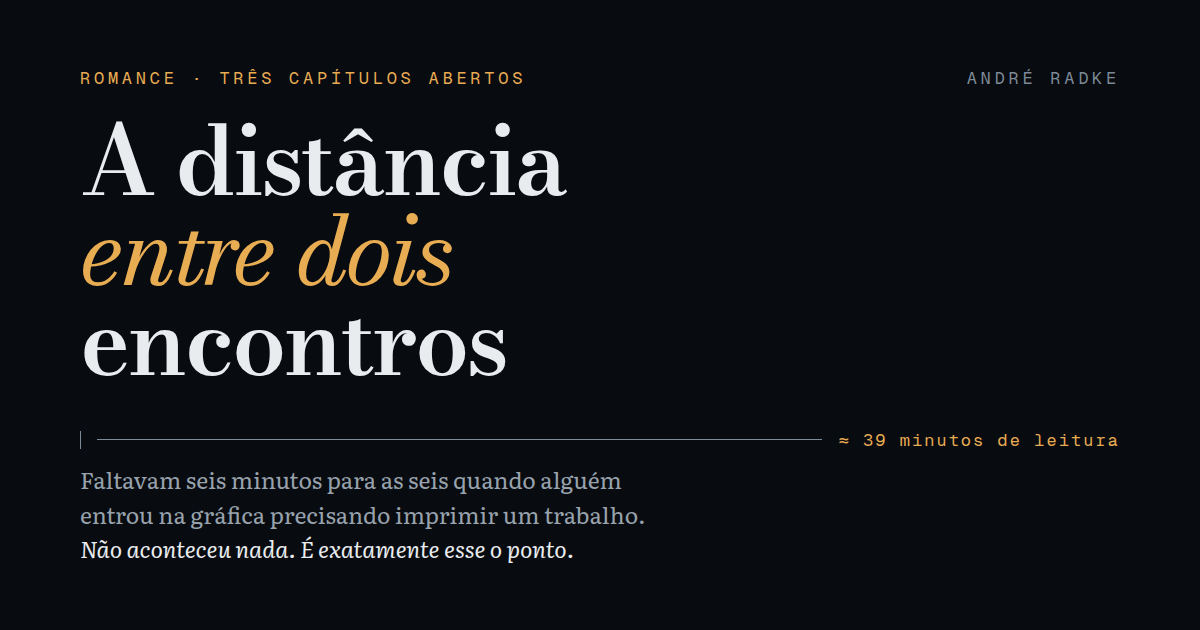 ROMANCE · TRÊS CAPÍTULOS ABERTOS
ANDRÉ RADKE
A distância
entre dois
encontros
≈ 39 minutos de leitura
Faltavam seis minutos para as seis quando alguém
entrou na gráfica precisando imprimir um trabalho.
Não aconteceu nada. É exatamente esse o ponto.